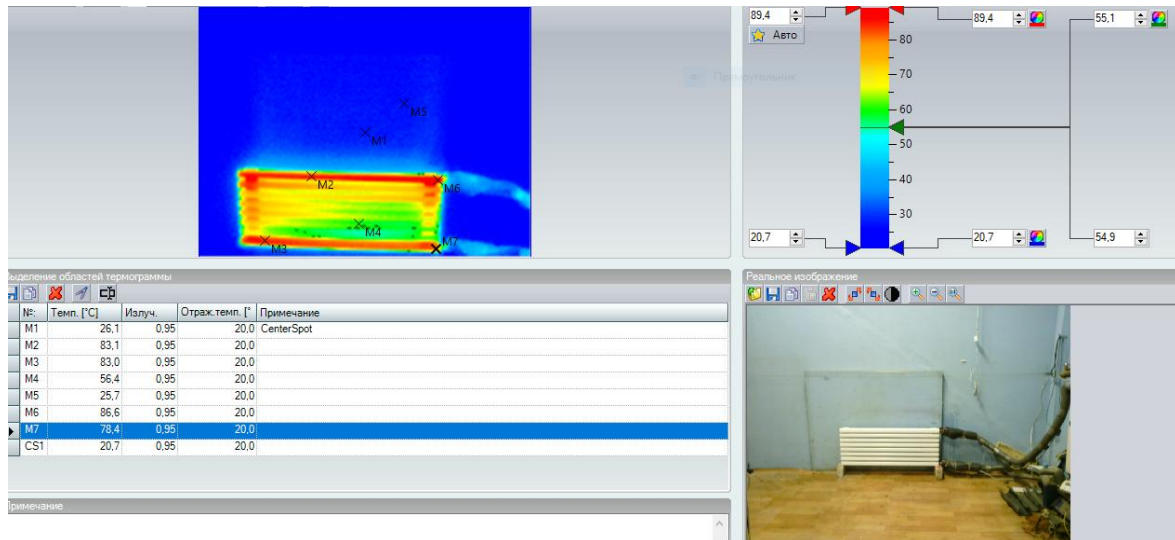 89,4
Авто
89,4
55,1
80
70
60
50
40
30
20,7
20,7
54,9
Прямоугольник
M5
M1
M2
M6
M4
M3
M7
Выделение областей термограммы
Реальное изображение
№: Темп. [°C] Излуч. Отраж.темп. [° Примечание
M1 26,1 0,95 20,0 CenterSpot
M2 83,1 0,95 20,0
M3 83,0 0,95 20,0
M4 56,4 0,95 20,0
M5 25,7 0,95 20,0
M6 86,6 0,95 20,0
M7 78,4 0,95 20,0
CS1 20,7 0,95 20,0
Примечание